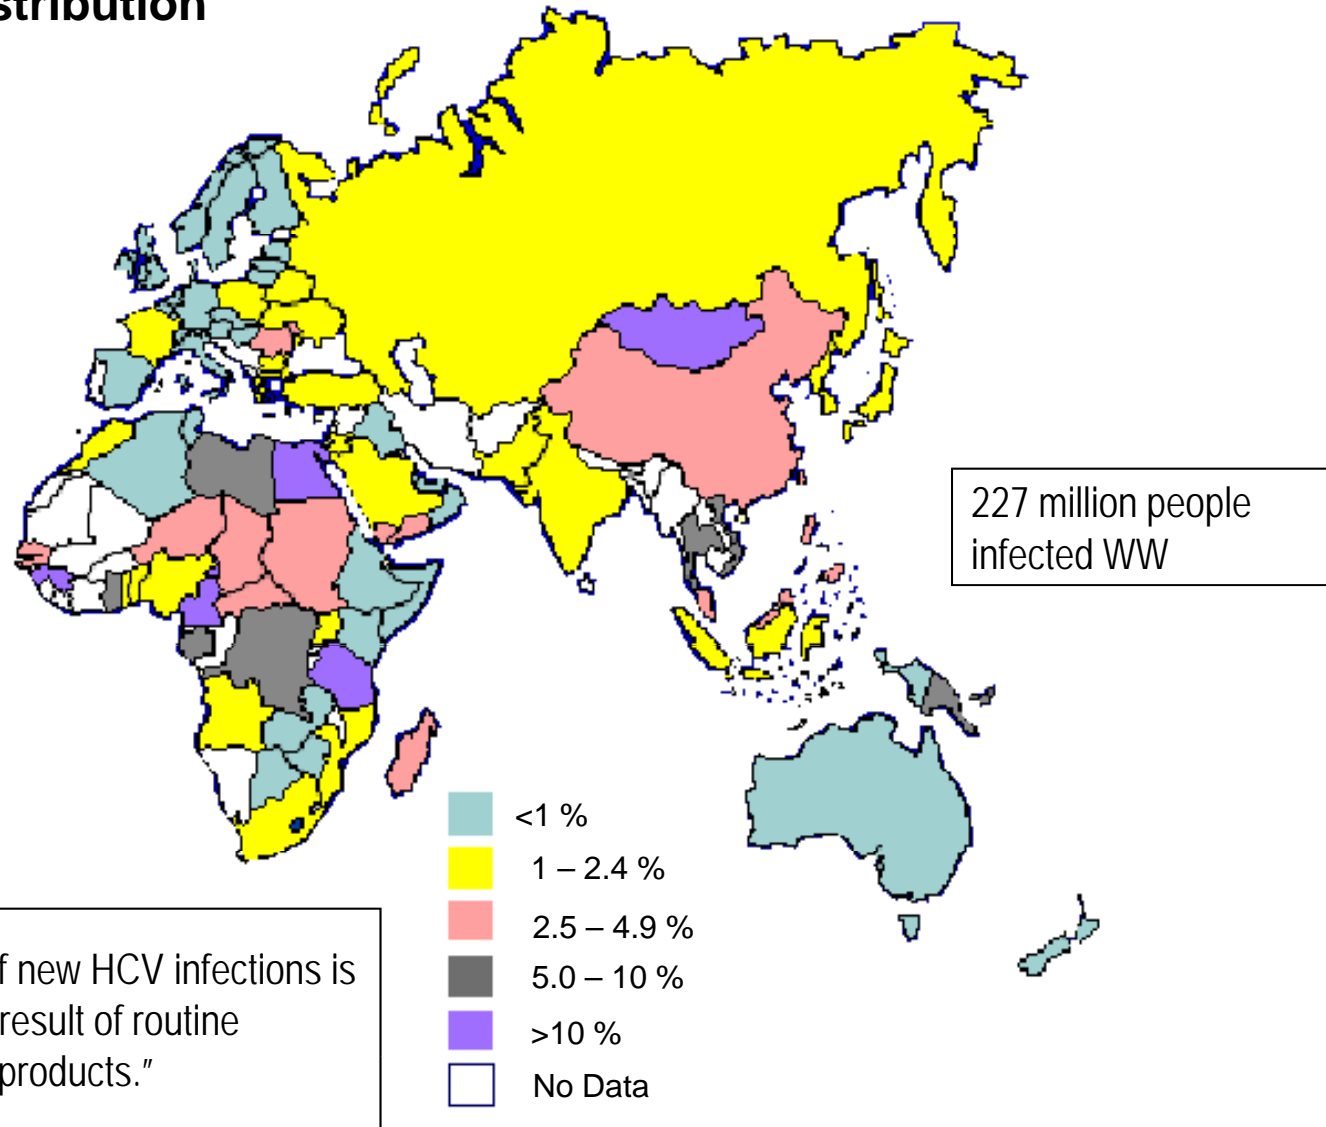 stribution
227 million people
infected WW
<1 %
1 – 2.4 %
2.5 – 4.9 %
5.0 – 10 %
>10 %
No Data
f new HCV infections is
result of routine
products.”